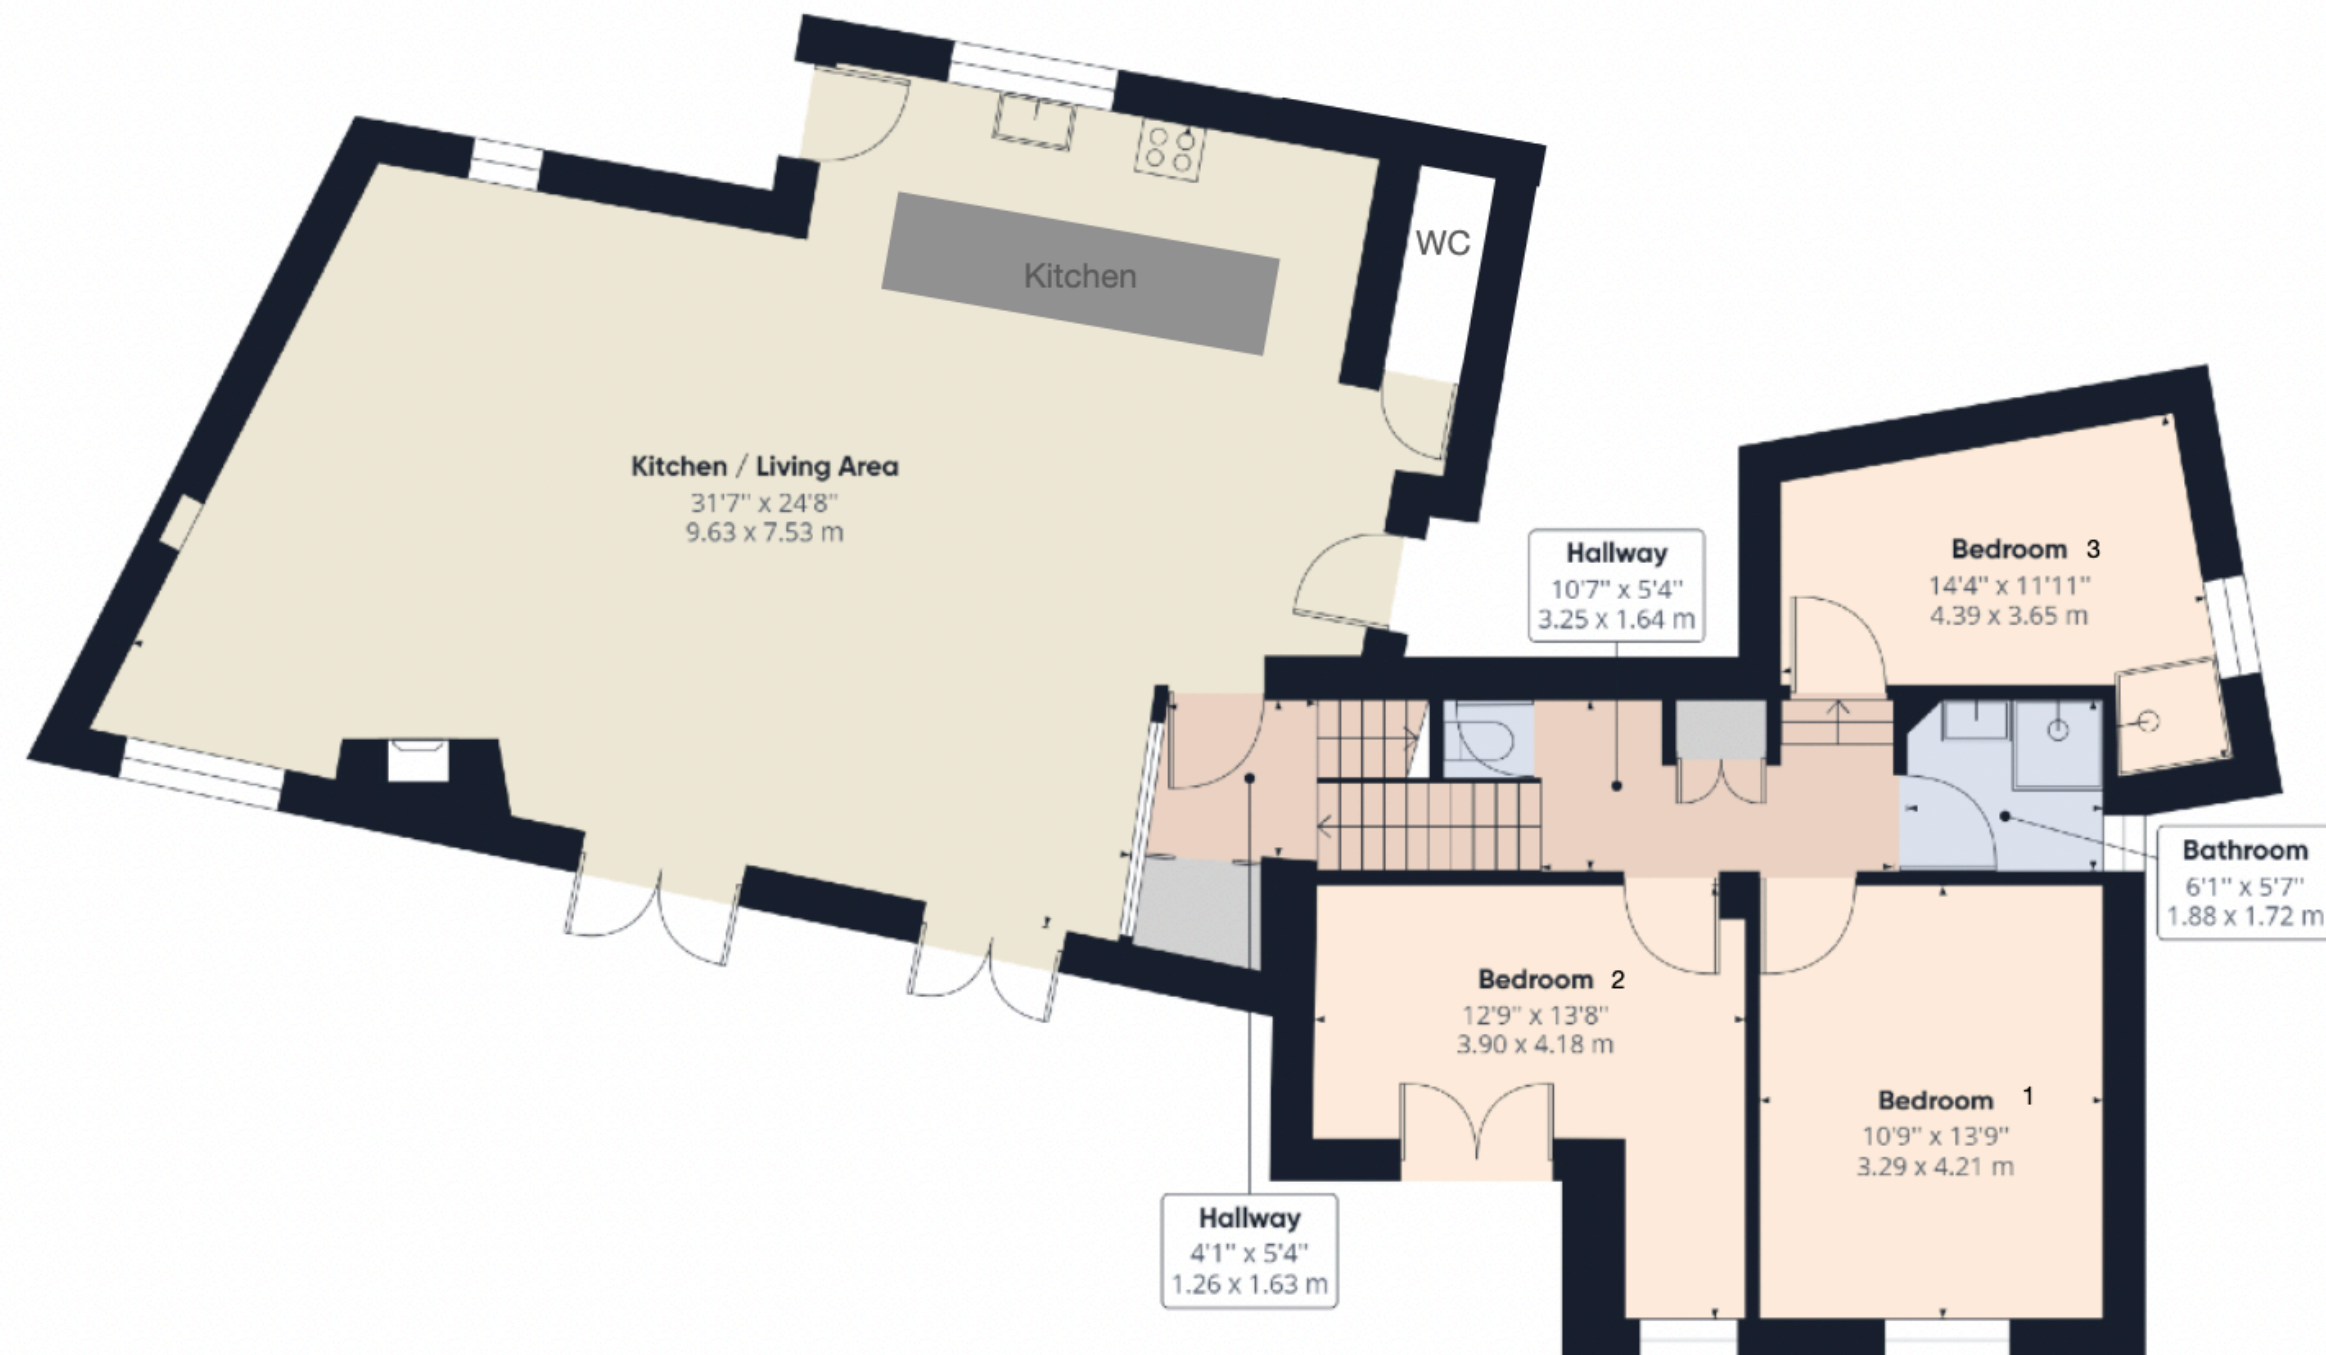 WC
Kitchen
Kitchen / Living Area
31'7" x 24'8"
9.63 x 7.53 m
Hallway
10'7" x 5'4"
3.25 x 1.64 m
Bedroom 3
14'4" x 11'11"
4.39 x 3.65 m
Bathroom
6'1" x 5'7"
1.88 x 1.72 m
Bedroom 2
12'9" x 13'8"
3.90 x 4.18 m
Bedroom 1
10'9" x 13'9"
3.29 x 4.21 m
Hallway
4'1" x 5'4"
1.26 x 1.63 m